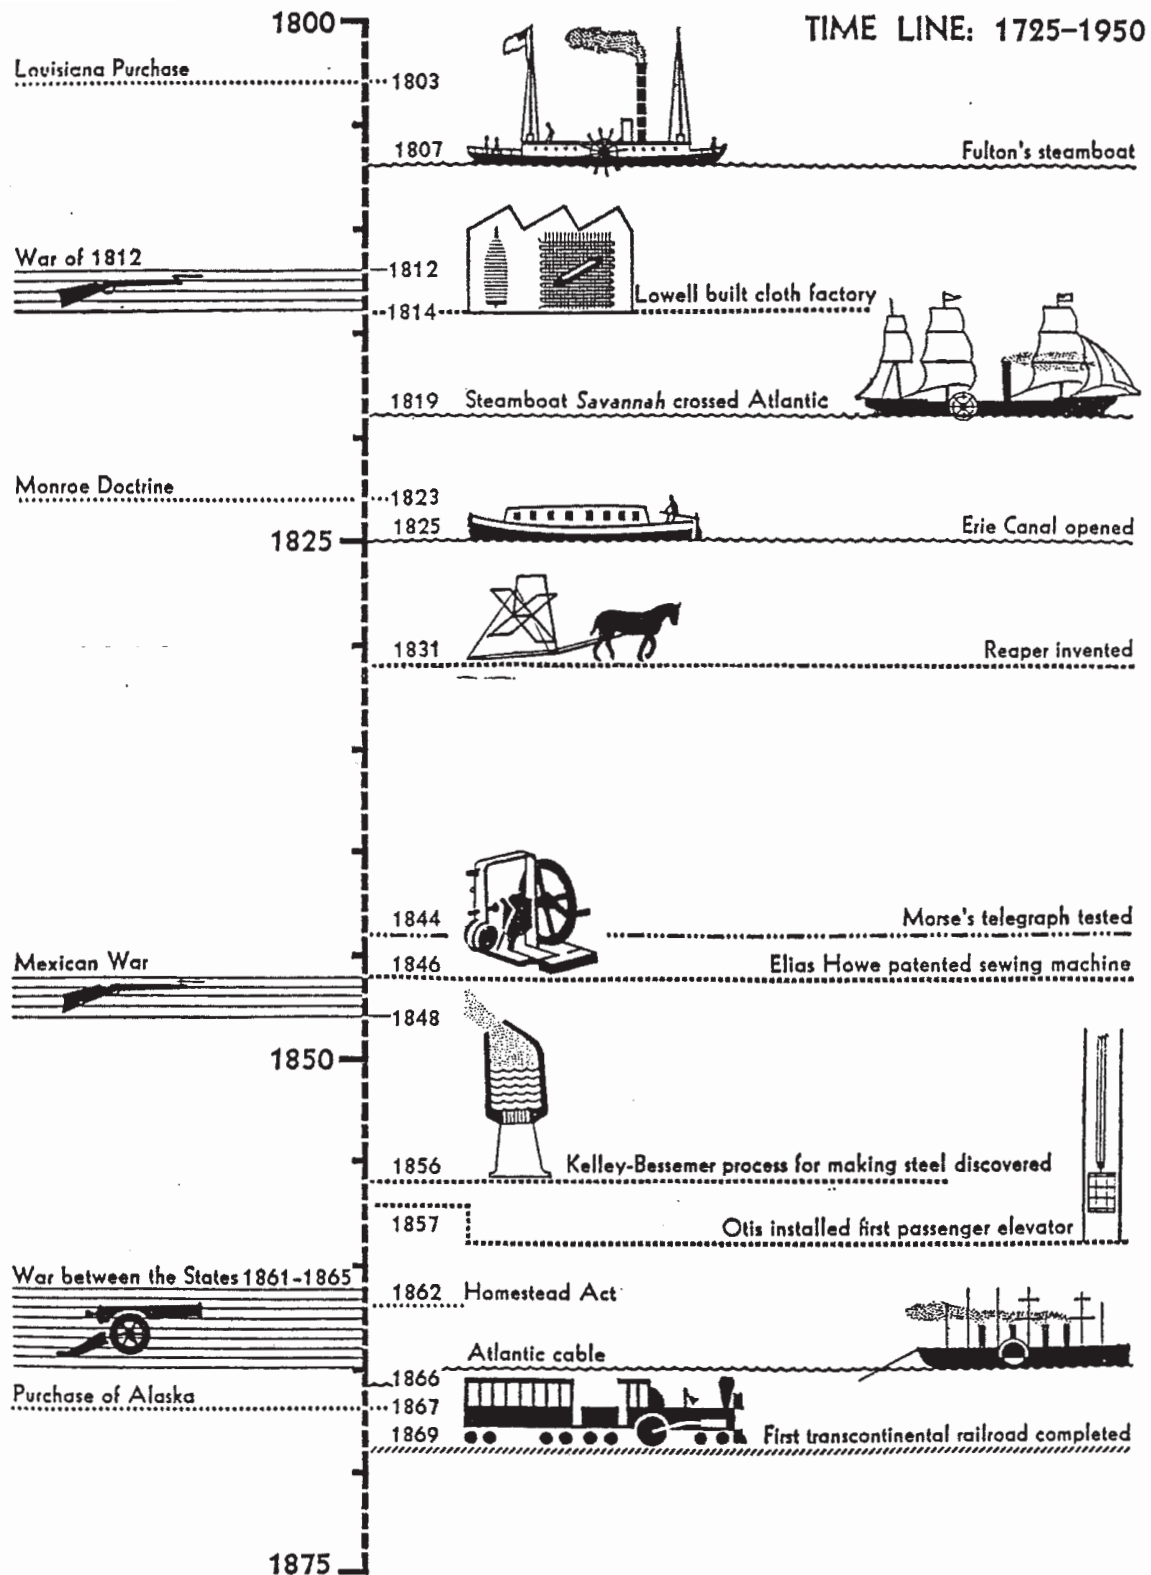 1800
TIME LINE: 1725–1950
Louisiana Purchase
1803
1807
Fulton's steamboat
War of 1812
1812
Lowell built cloth factory
1814
1819 Steamboat Savannah crossed Atlantic
Monroe Doctrine
1823
1825
Erie Canal opened
1825
1831
Reaper invented
1844
Morse's telegraph tested
Mexican War
1846
Elias Howe patented sewing machine
1848
1850
1856
Kelley-Bessemer process for making steel discovered
1857
Otis installed first passenger elevator
War between the States 1861–1865
1862 Homestead Act
Atlantic cable
1866
Purchase of Alaska
1867
1869
First transcontinental railroad completed
1875